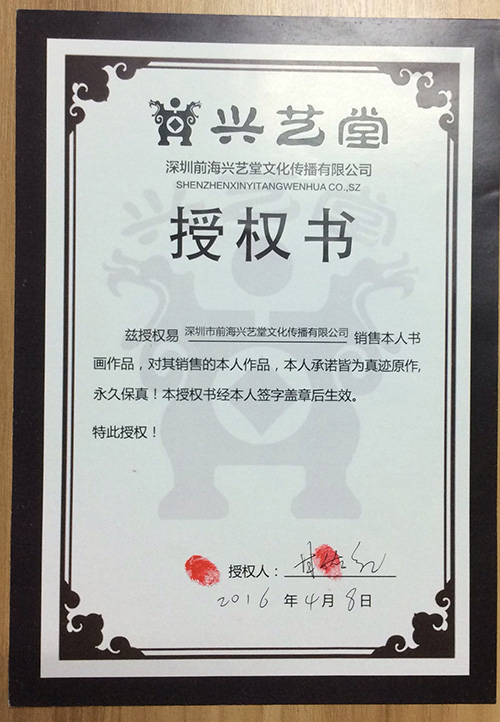 兴艺堂
深圳前海兴艺堂文化传播有限公司
SHENZHENXINYITANGWENHUA CO.,SZ
授权书
兹授权易 深圳市前海兴艺堂文化传播有限公司 销售本人书
画作品，对其销售的本人作品，本人承诺皆为真迹原作,
永久保真！本授权书经本人签字盖章后生效。
特此授权！
授权人：
2016 年 4 月 8 日